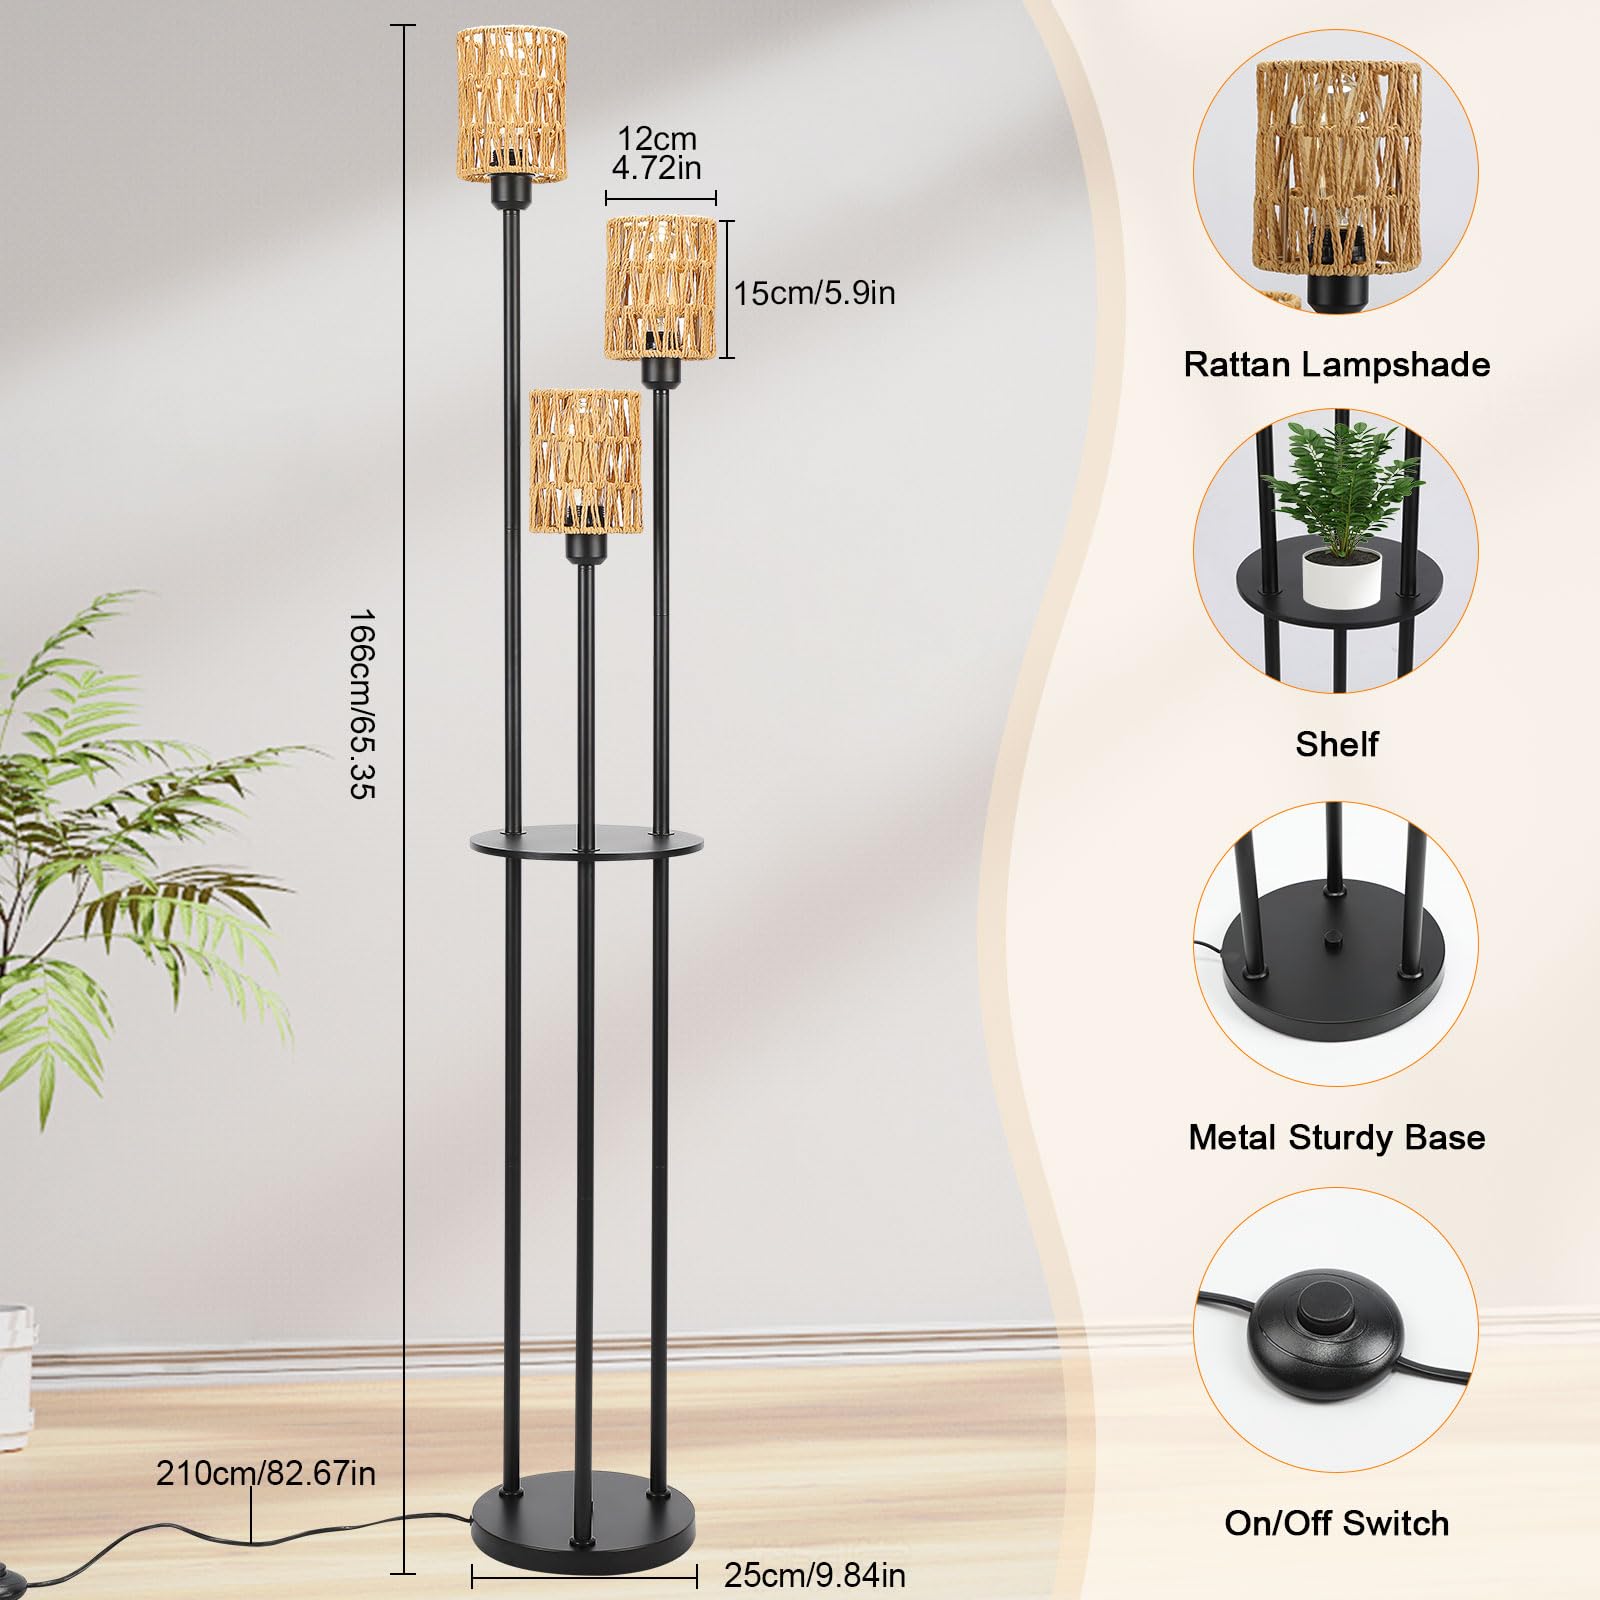 12cm
4.72in
15cm/5.9in
166cm/65.35
210cm/82.67in
25cm/9.84in
Rattan Lampshade
Shelf
Metal Sturdy Base
On/Off Switch